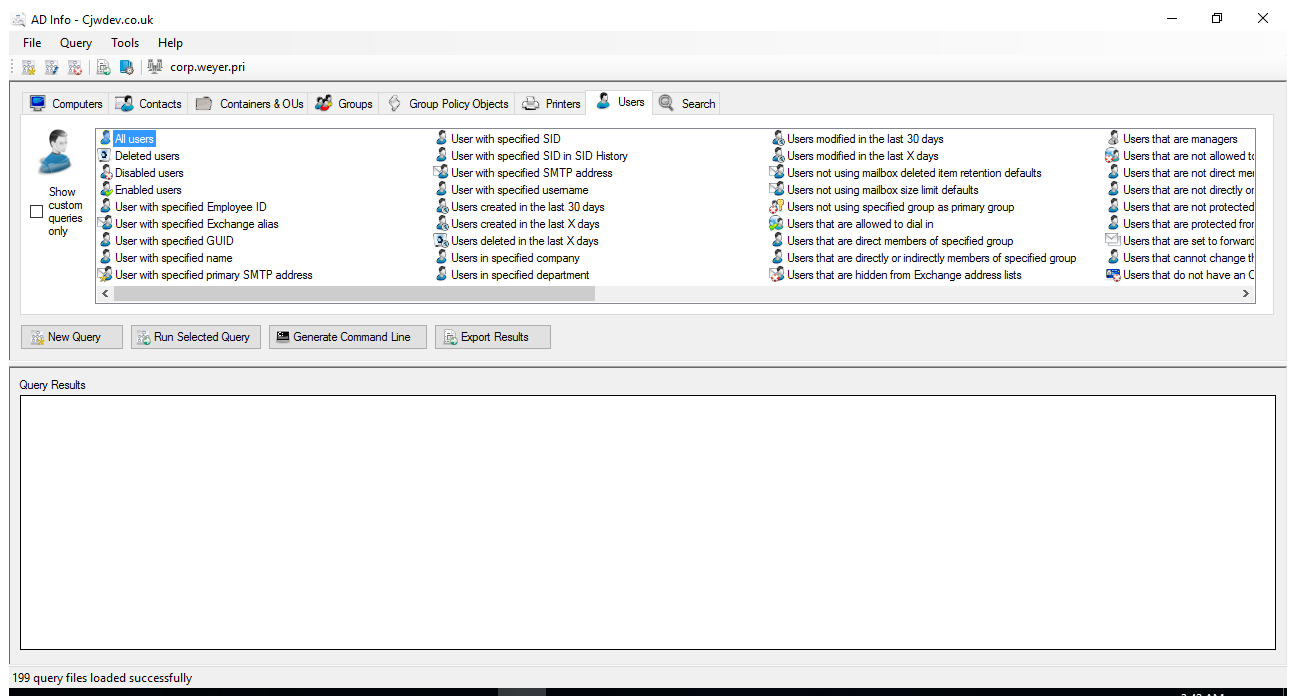 AD Info - Cjwdev.co.uk
File Query Tools Help
corp.weyer.pri
Computers Contacts Containers & OUs Groups Group Policy Objects Printers Users Search
Show custom queries only
All users
Deleted users
Disabled users
Enabled users
User with specified Employee ID
User with specified Exchange alias
User with specified GUID
User with specified name
User with specified primary SMTP address
User with specified SID
User with specified SID in SID History
User with specified SMTP address
User with specified username
Users created in the last 30 days
Users created in the last X days
Users deleted in the last X days
Users in specified company
Users in specified department
Users modified in the last 30 days
Users modified in the last X days
Users not using mailbox deleted item retention defaults
Users not using mailbox size limit defaults
Users not using specified group as primary group
Users that are allowed to dial in
Users that are direct members of specified group
Users that are directly or indirectly members of specified group
Users that are hidden from Exchange address lists
Users that are managers
Users that are not allowed to
Users that are not direct mer
Users that are not directly or
Users that are not protected
Users that are protected from
Users that are set to forward
Users that cannot change th
Users that do not have an
New Query Run Selected Query Generate Command Line Export Results
Query Results
199 query files loaded successfully